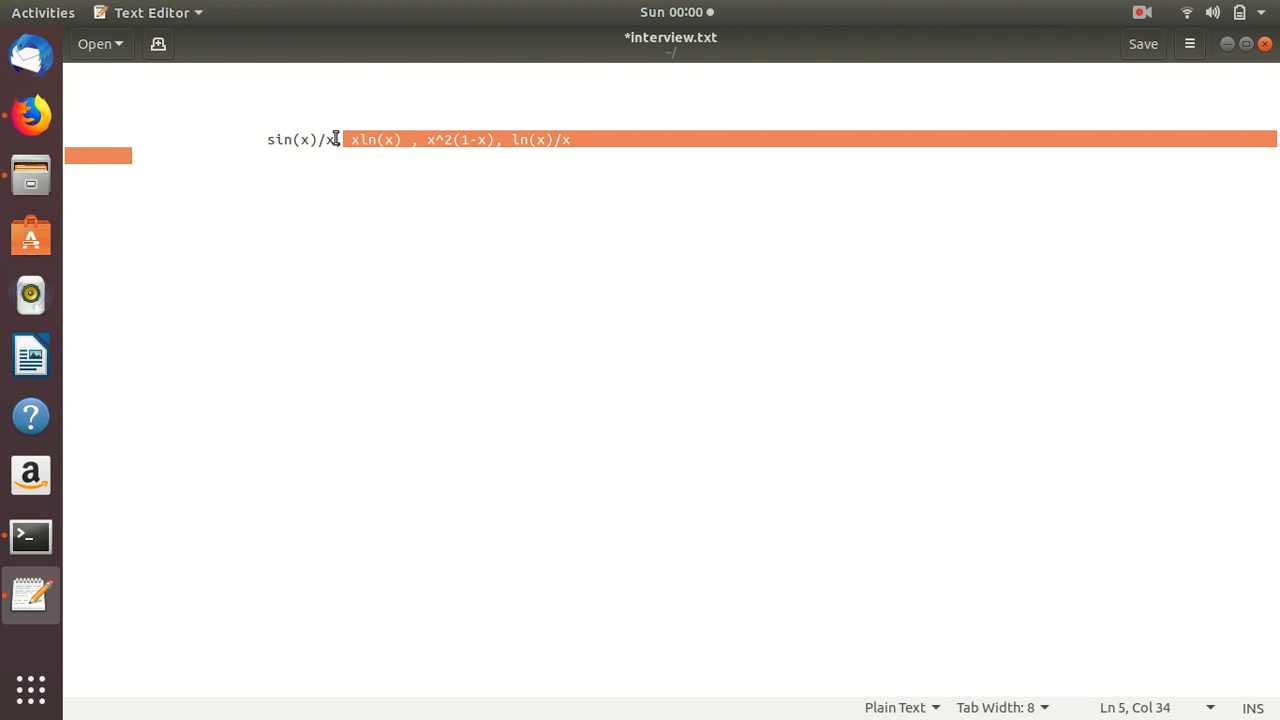 Activities Text Editor Sun 00:00
Open *interview.txt Save
~/
sin(x)/x, xln(x) , x^2(1-x), ln(x)/x
Plain Text Tab Width: 8 Ln 5, Col 34 INS